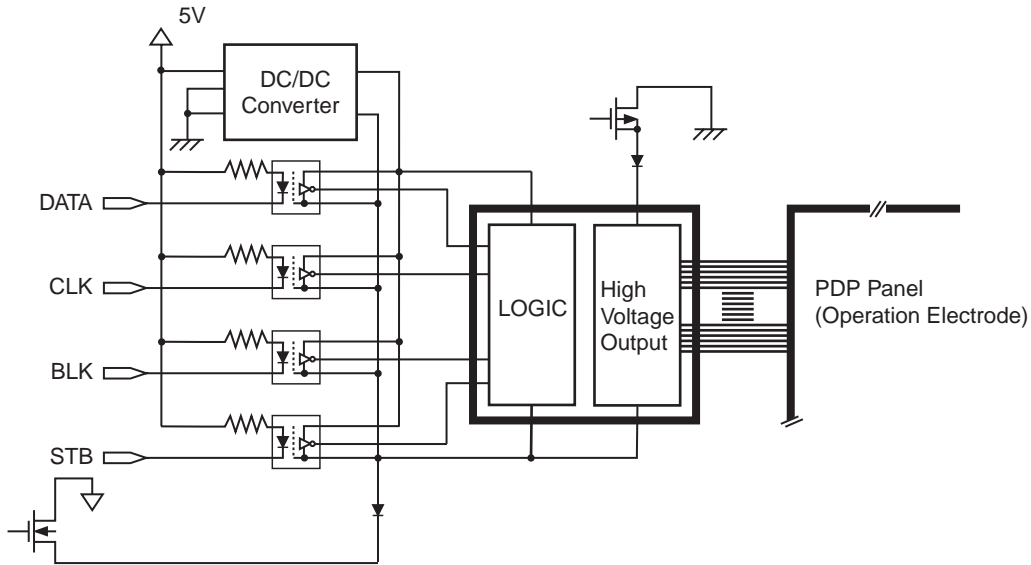 5V
DC/DC
Converter
DATA
CLK
BLK
STB
LOGIC
High
Voltage
Output
PDP Panel
(Operation Electrode)